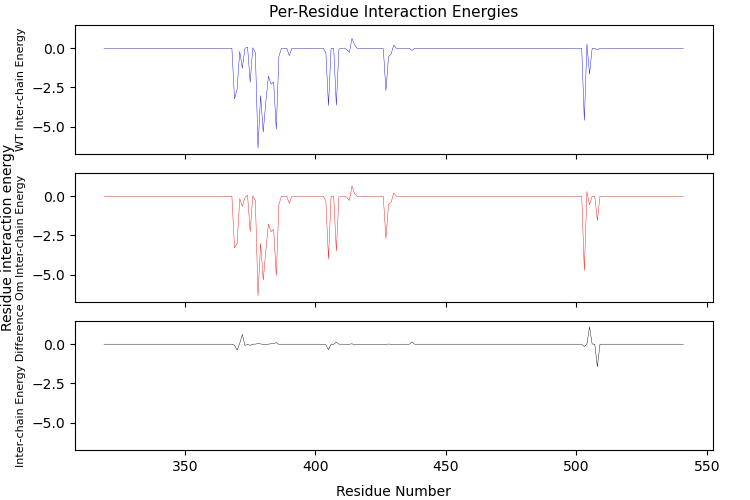 Per-Residue Interaction Energies
Residue interaction energy
WT Inter-chain Energy
0.0
−2.5
−5.0
Om Inter-chain Energy
0.0
−2.5
−5.0
Inter-chain Energy Difference
0.0
−2.5
−5.0
350
400
450
500
550
Residue Number